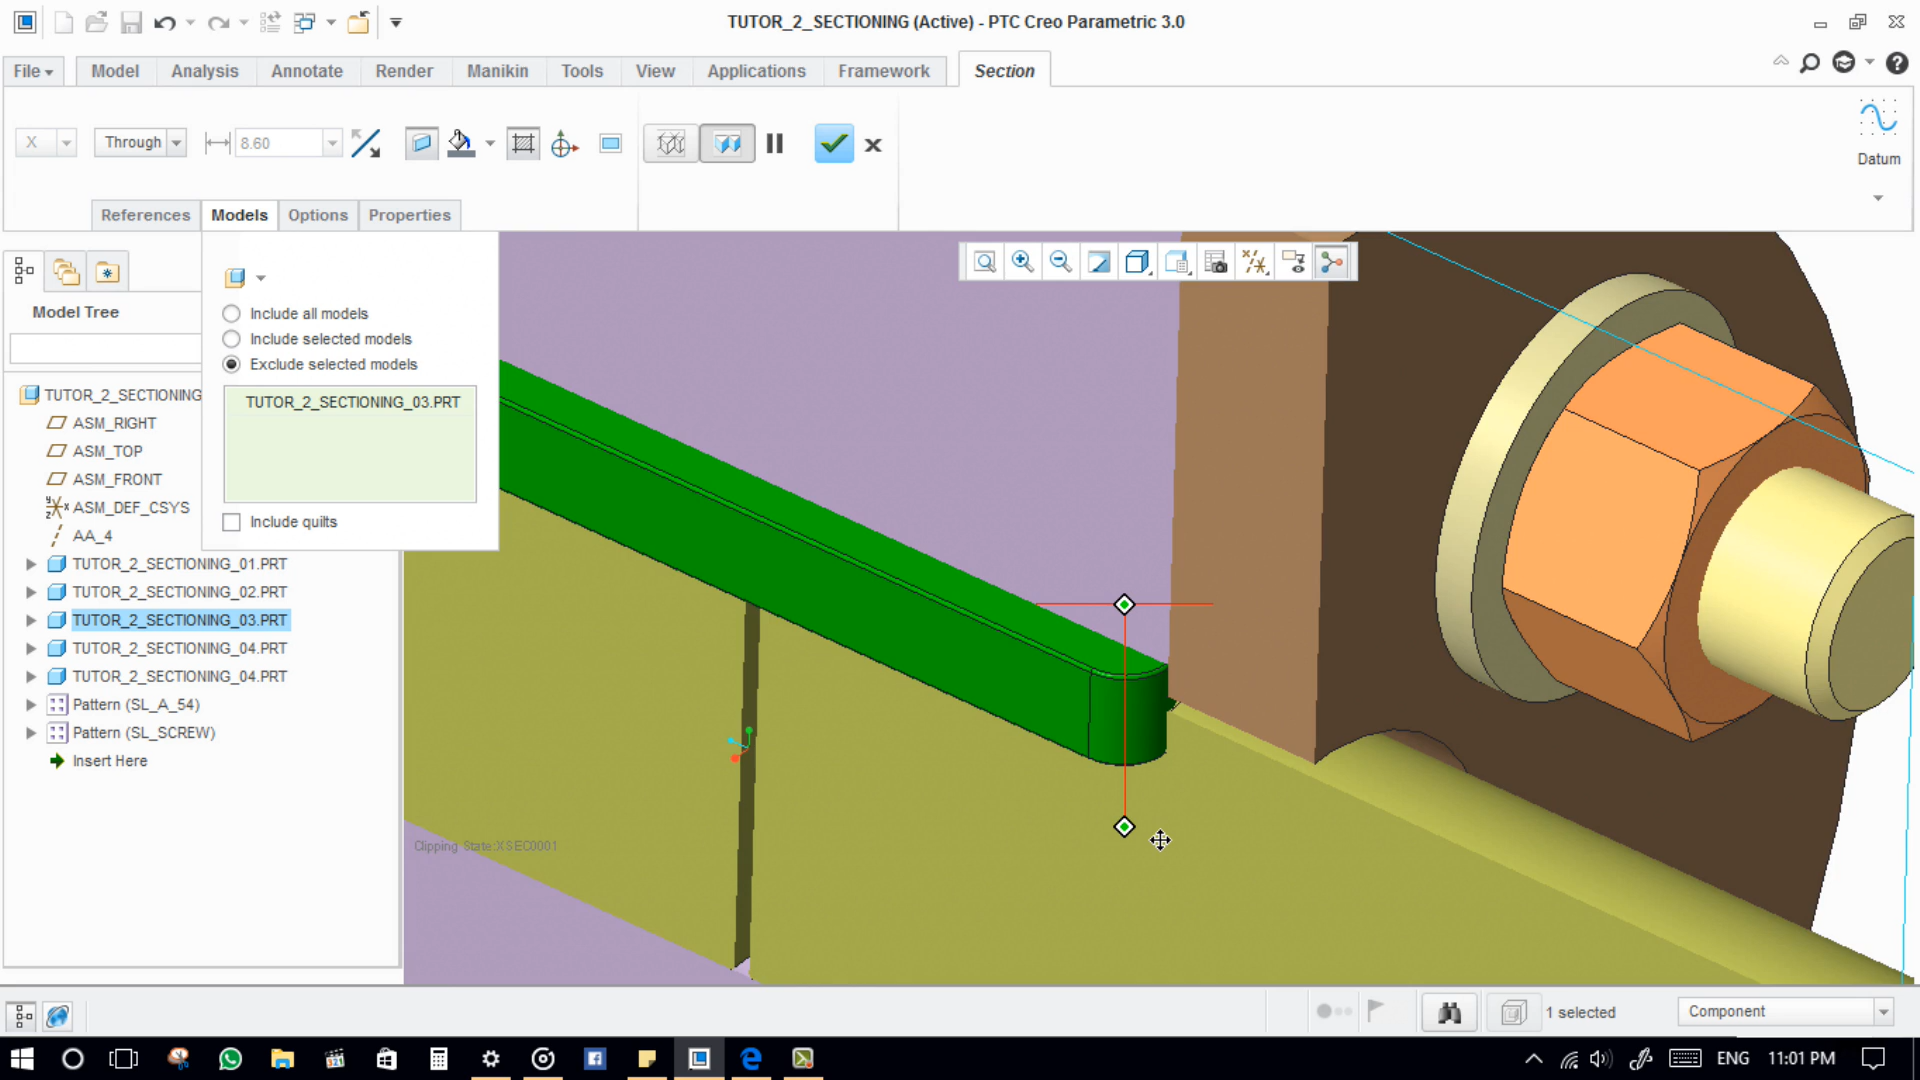 TUTOR_2_SECTIONING (Active) - PTC Creo Parametric 3.0
File Model Analysis Annotate Render Manikin Tools View Applications Framework Section
X Through 8.60
Datum
References Models Options Properties
Model Tree
Include all models
Include selected models
Exclude selected models
TUTOR_2_SECTIONING_03.PRT
Include quilts
TUTOR_2_SECTIONING
ASM_RIGHT
ASM_TOP
ASM_FRONT
ASM_DEF_CSYS
AA_4
TUTOR_2_SECTIONING_01.PRT
TUTOR_2_SECTIONING_02.PRT
TUTOR_2_SECTIONING_03.PRT
TUTOR_2_SECTIONING_04.PRT
TUTOR_2_SECTIONING_04.PRT
Pattern (SL_A_54)
Pattern (SL_SCREW)
Insert Here
Clipping State:XSEC0001
1 selected Component
ENG 11:01 PM